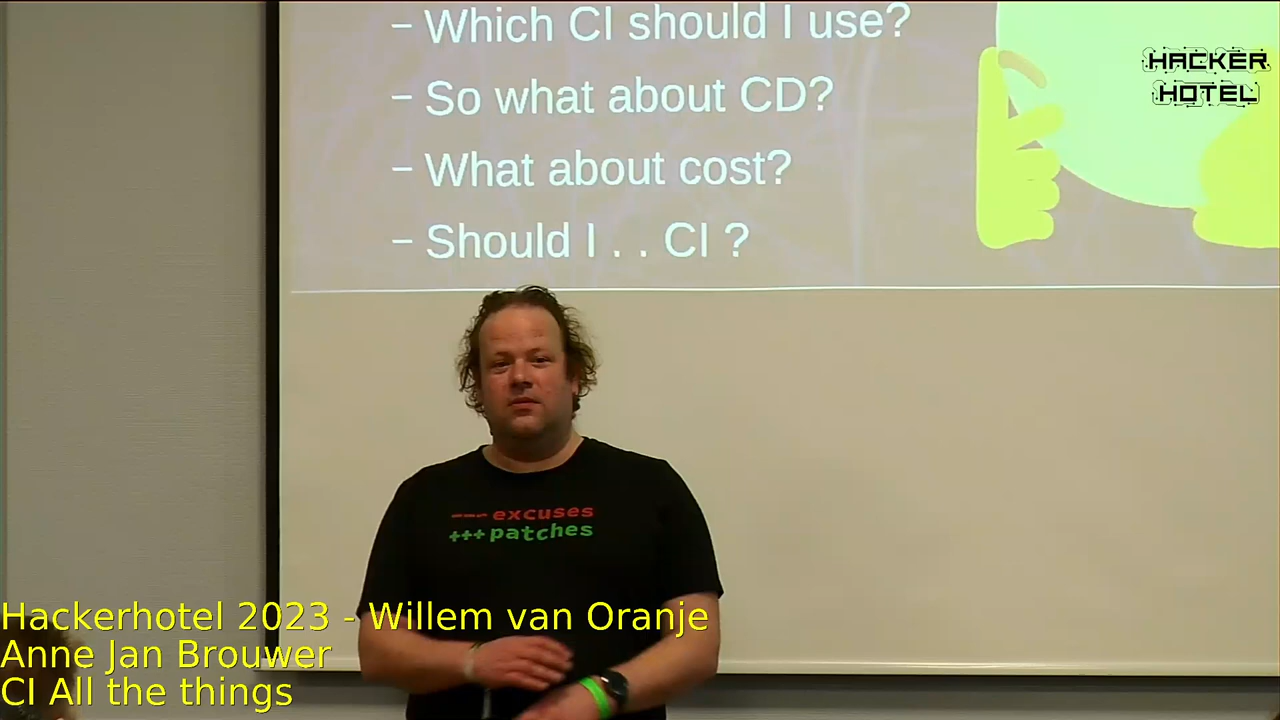 – Which CI should I use?
– So what about CD?
– What about cost?
– Should I . . CI ?
HACKER
HOTEL
--- excuses
+++ patches
Hackerhotel 2023 - Willem van Oranje
Anne Jan Brouwer
CI All the things